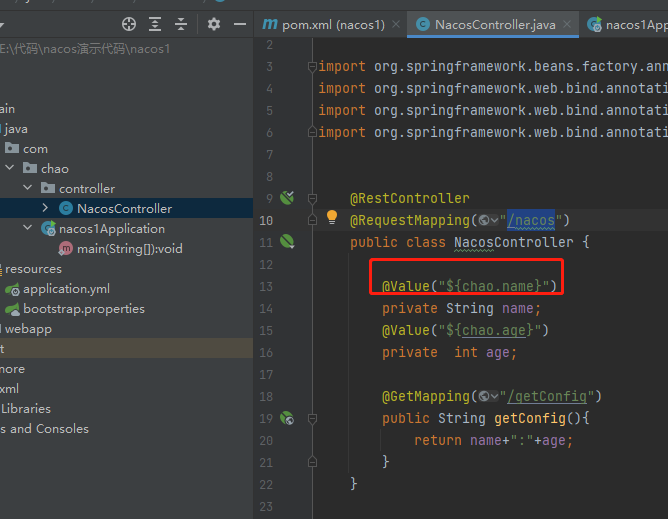 pom.xml (nacos1)
NacosController.java
nacos1App
E:\代码\nacos演示代码\nacos1
ain
java
com
chao
controller
NacosController
nacos1Application
main(String[]):void
resources
application.yml
bootstrap.properties
webapp
t
more
xml
Libraries
s and Consoles
2
3 import org.springframework.beans.factory.ann
4 import org.springframework.web.bind.annotati
5 import org.springframework.web.bind.annotati
6 import org.springframework.web.bind.annotati
7
8
9 @RestController
10 @RequestMapping("/nacos")
11 public class NacosController {
12
13 @Value("${chao.name}")
14 private String name;
15 @Value("${chao.age}")
16 private  int age;
17
18 @GetMapping("/getConfig")
19 public String getConfig(){
20 return name+":"+age;
21 }
22 }
23